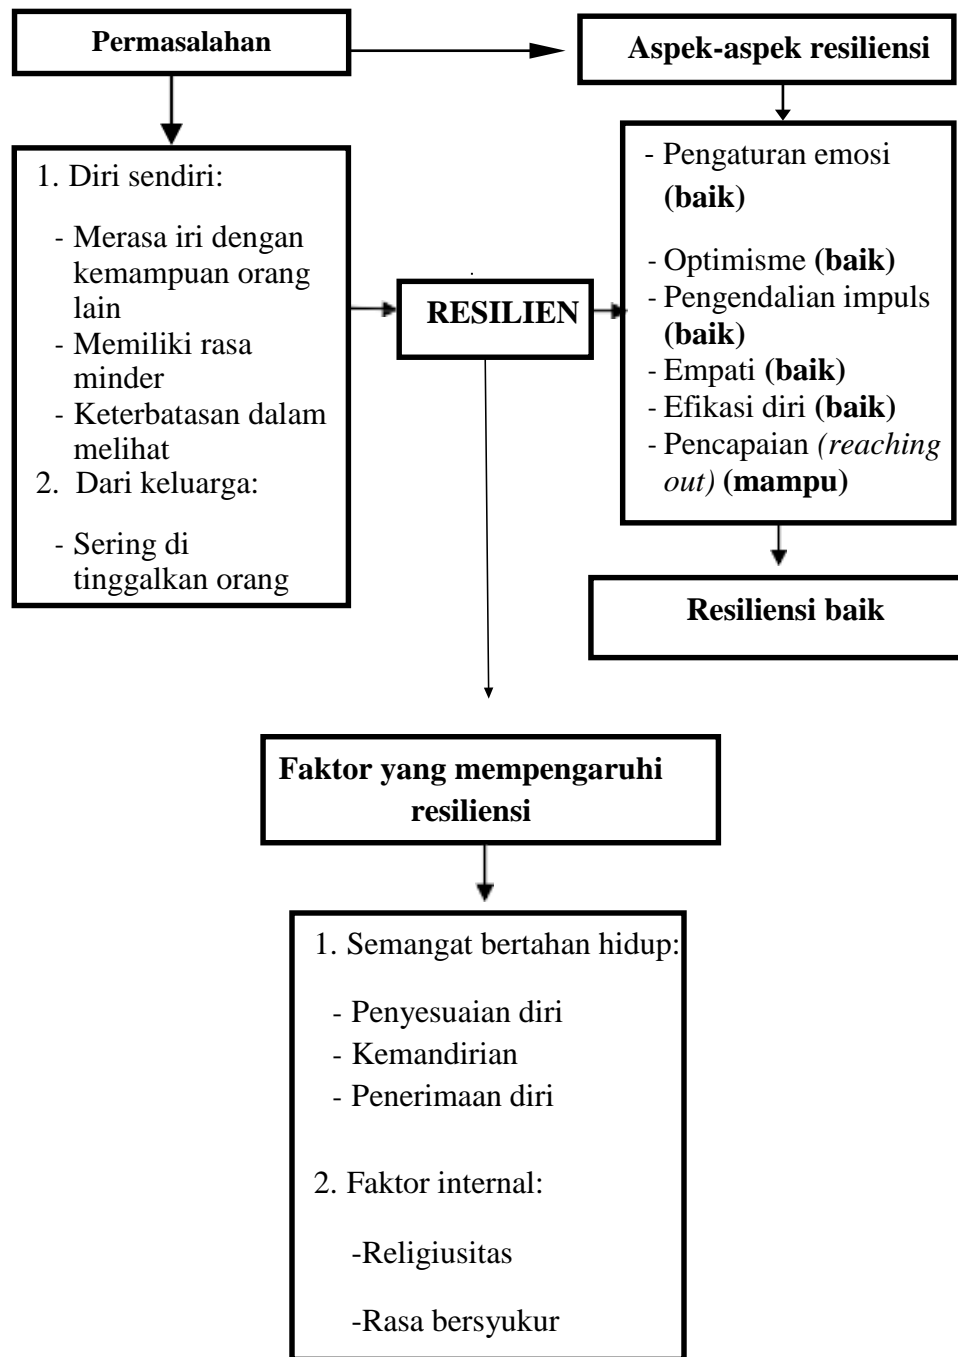 Permasalahan
Aspek-aspek resiliensi
1. Diri sendiri:
- Merasa iri dengan
kemampuan orang
lain
- Memiliki rasa
minder
- Keterbatasan dalam
melihat
2. Dari keluarga:
- Sering di
tinggalkan orang
RESILIEN
- Pengaturan emosi
(baik)
- Optimisme (baik)
- Pengendalian impuls
(baik)
- Empati (baik)
- Efikasi diri (baik)
- Pencapaian (reaching
out) (mampu)
Resiliensi baik
Faktor yang mempengaruhi
resiliensi
1. Semangat bertahan hidup:
- Penyesuaian diri
- Kemandirian
- Penerimaan diri
2. Faktor internal:
-Religiusitas
-Rasa bersyukur